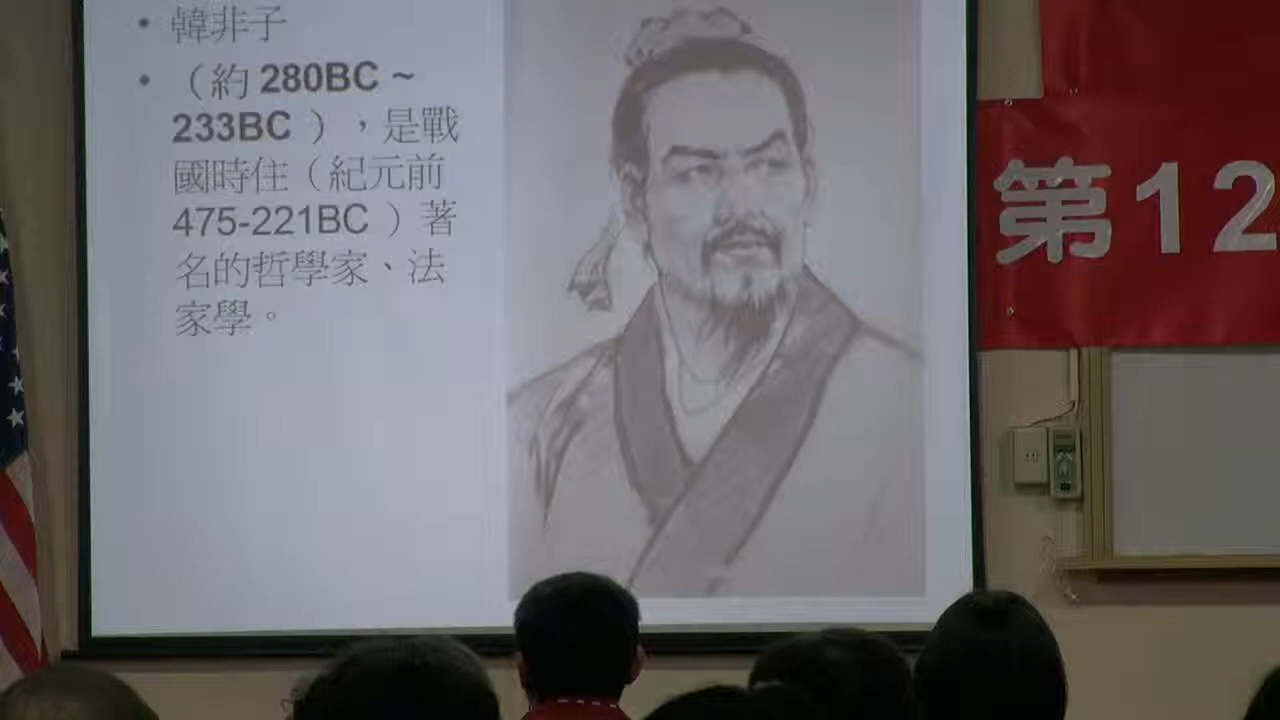 • 韓非子
• （約 280BC ~
233BC ），是戰
國時住（紀元前
475-221BC ）著
名的哲學家、法
家學。
第12